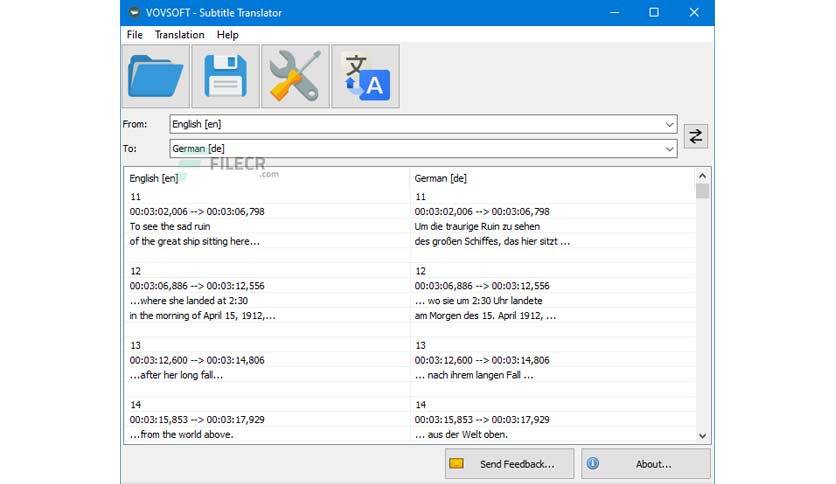 VOVSOFT - Subtitle Translator
File Translation Help
文 A
From: English [en]
To: German [de]
FILECR
.com
English [en] German [de]
11 11
00:03:02,006 --> 00:03:06,798 00:03:02,006 --> 00:03:06,798
To see the sad ruin Um die traurige Ruin zu sehen
of the great ship sitting here... des großen Schiffes, das hier sitzt ...
12 12
00:03:06,886 --> 00:03:12,556 00:03:06,886 --> 00:03:12,556
...where she landed at 2:30 ... wo sie um 2:30 Uhr landete
in the morning of April 15, 1912,... am Morgen des 15. April 1912, ...
13 13
00:03:12,600 --> 00:03:14,806 00:03:12,600 --> 00:03:14,806
...after her long fall... ... nach ihrem langen Fall ...
14 14
00:03:15,853 --> 00:03:17,929 00:03:15,853 --> 00:03:17,929
...from the world above. ... aus der Welt oben.
Send Feedback... About...